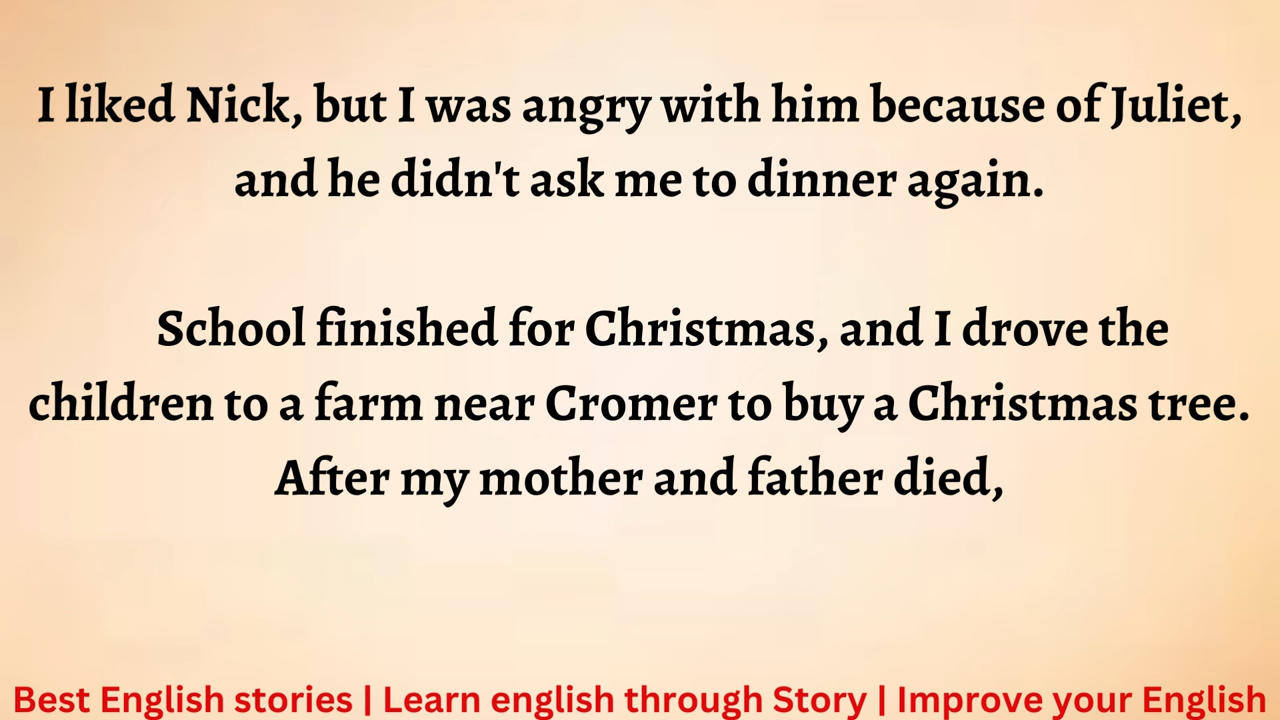 I liked Nick, but I was angry with him because of Juliet,
and he didn't ask me to dinner again.
School finished for Christmas, and I drove the
children to a farm near Cromer to buy a Christmas tree.
After my mother and father died,
Best English stories | Learn english through Story | Improve your English